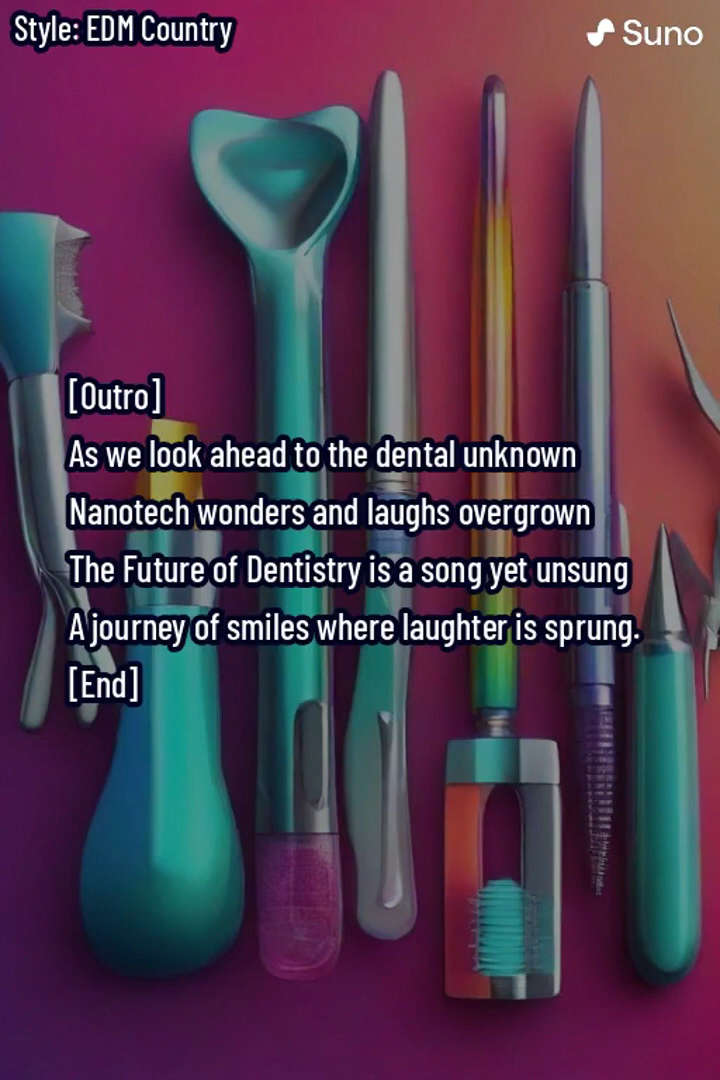 Style: EDM Country
Suno
[Outro]
As we look ahead to the dental unknown
Nanotech wonders and laughs overgrown
The Future of Dentistry is a song yet unsung
A journey of smiles where laughter is sprung.
[End]